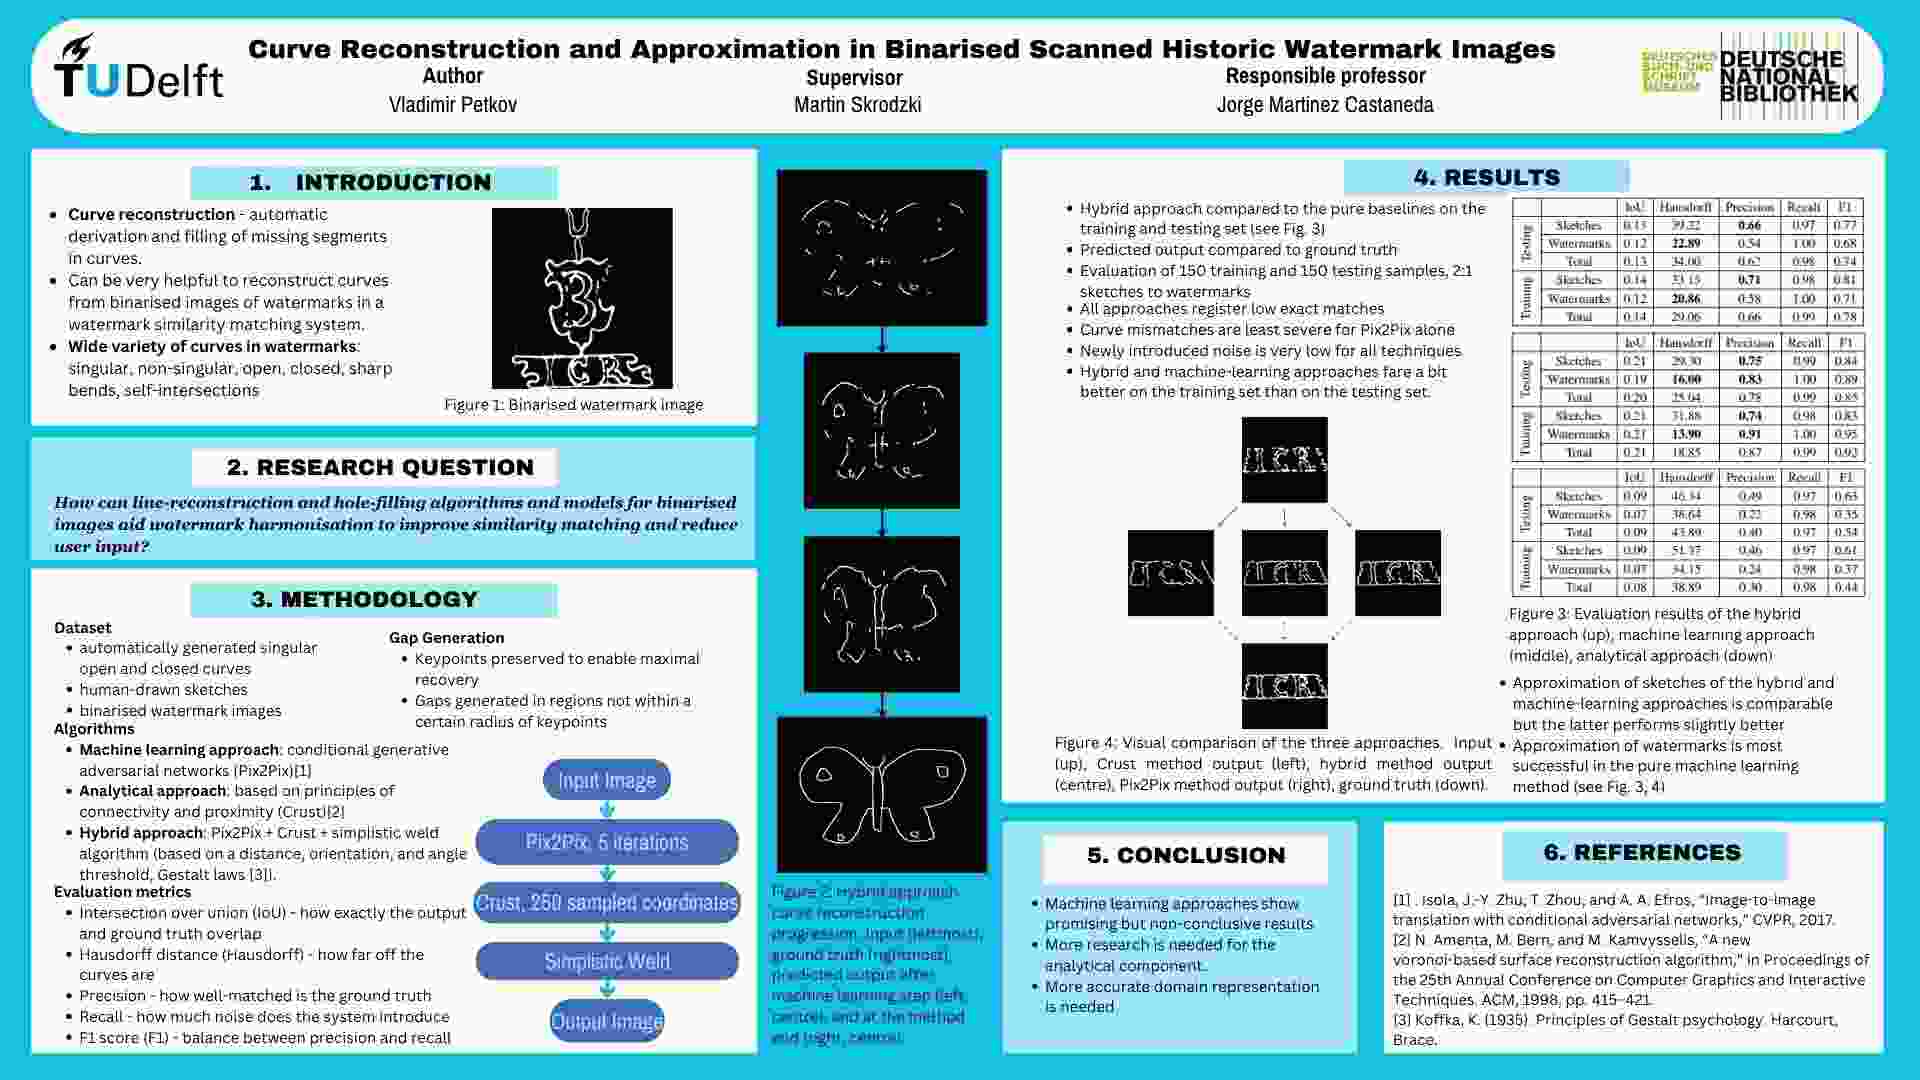 TUDelft
Curve Reconstruction and Approximation in Binarised Scanned Historic Watermark Images
Author
Vladimir Petkov
Supervisor
Martin Skrodzki
Responsible professor
Jorge Martinez Castaneda
DEUTSCHES
BUCH- UND
SCHRIFT
MUSEUM
DEUTSCHE
NATIONAL
BIBLIOTHEK
1. INTRODUCTION
• Curve reconstruction - automatic
derivation and filling of missing segments
in curves.
• Can be very helpful to reconstruct curves
from binarised images of watermarks in a
watermark similarity matching system.
• Wide variety of curves in watermarks:
singular, non-singular, open, closed, sharp
bends, self-intersections
Figure 1: Binarised watermark image
2. RESEARCH QUESTION
How can line-reconstruction and hole-filling algorithms and models for binarised
images aid watermark harmonisation to improve similarity matching and reduce
user input?
3. METHODOLOGY
Dataset
• automatically generated singular
open and closed curves
• human-drawn sketches
• binarised watermark images
Gap Generation
• Keypoints preserved to enable maximal
recovery
• Gaps generated in regions not within a
certain radius of keypoints
Algorithms
• Machine learning approach: conditional generative
adversarial networks (Pix2Pix)[1]
• Analytical approach: based on principles of
connectivity and proximity (Crust)[2]
• Hybrid approach: Pix2Pix + Crust + simplistic weld
algorithm (based on a distance, orientation, and angle
threshold, Gestalt laws [3]).
Evaluation metrics
• Intersection over union (IoU) - how exactly the output
and ground truth overlap
• Hausdorff distance (Hausdorff) - how far off the
curves are
• Precision - how well-matched is the ground truth
• Recall - how much noise does the system introduce
• F1 score (F1) - balance between precision and recall
Input Image
Pix2Pix, 5 iterations
Crust, 250 sampled coordinates
Simplistic Weld
Output Image
Figure 2: Hybrid approach
curve reconstruction
progression. Input (leftmost),
ground truth (rightmost),
predicted output after
machine learning step (left,
centre), and at the method
end (right, centre).
4. RESULTS
• Hybrid approach compared to the pure baselines on the
training and testing set (see Fig. 3)
• Predicted output compared to ground truth
• Evaluation of 150 training and 150 testing samples, 2:1
sketches to watermarks
• All approaches register low exact matches
• Curve mismatches are least severe for Pix2Pix alone
• Newly introduced noise is very low for all techniques
• Hybrid and machine-learning approaches fare a bit
better on the training set than on the testing set.
Figure 4: Visual comparison of the three approaches. Input
(up), Crust method output (left), hybrid method output
(centre), Pix2Pix method output (right), ground truth (down).
IoU Hausdorff Precision Recall F1
Testing
Sketches 0.13 39.22 0.66 0.97 0.77
Watermarks 0.12 22.89 0.54 1.00 0.68
Total 0.13 34.00 0.62 0.98 0.74
Training
Sketches 0.14 33.15 0.71 0.98 0.81
Watermarks 0.12 20.86 0.58 1.00 0.71
Total 0.14 29.06 0.66 0.99 0.78
IoU Hausdorff Precision Recall F1
Testing
Sketches 0.21 29.30 0.75 0.99 0.84
Watermarks 0.19 16.00 0.83 1.00 0.89
Total 0.20 25.04 0.78 0.99 0.85
Training
Sketches 0.21 31.88 0.74 0.98 0.83
Watermarks 0.21 13.90 0.91 1.00 0.95
Total 0.21 18.85 0.87 0.99 0.92
IoU Hausdorff Precision Recall F1
Testing
Sketches 0.09 46.34 0.49 0.97 0.63
Watermarks 0.07 38.64 0.22 0.98 0.35
Total 0.09 43.89 0.40 0.97 0.54
Training
Sketches 0.09 51.37 0.46 0.97 0.61
Watermarks 0.07 34.15 0.24 0.98 0.37
Total 0.08 38.89 0.30 0.98 0.44
Figure 3: Evaluation results of the hybrid
approach (up), machine learning approach
(middle), analytical approach (down)
• Approximation of sketches of the hybrid and
machine-learning approaches is comparable
but the latter performs slightly better
• Approximation of watermarks is most
successful in the pure machine learning
method (see Fig. 3, 4)
5. CONCLUSION
• Machine learning approaches show
promising but non-conclusive results
• More research is needed for the
analytical component.
• More accurate domain representation
is needed
6. REFERENCES
[1] . Isola, J.-Y. Zhu, T. Zhou, and A. A. Efros, "Image-to-image
translation with conditional adversarial networks," CVPR, 2017.
[2] N. Amenta, M. Bern, and M. Kamvysselis, "A new
voronoi-based surface reconstruction algorithm," in Proceedings of
the 25th Annual Conference on Computer Graphics and Interactive
Techniques. ACM, 1998, pp. 415–421.
[3] Koffka, K. (1935). Principles of Gestalt psychology. Harcourt,
Brace.